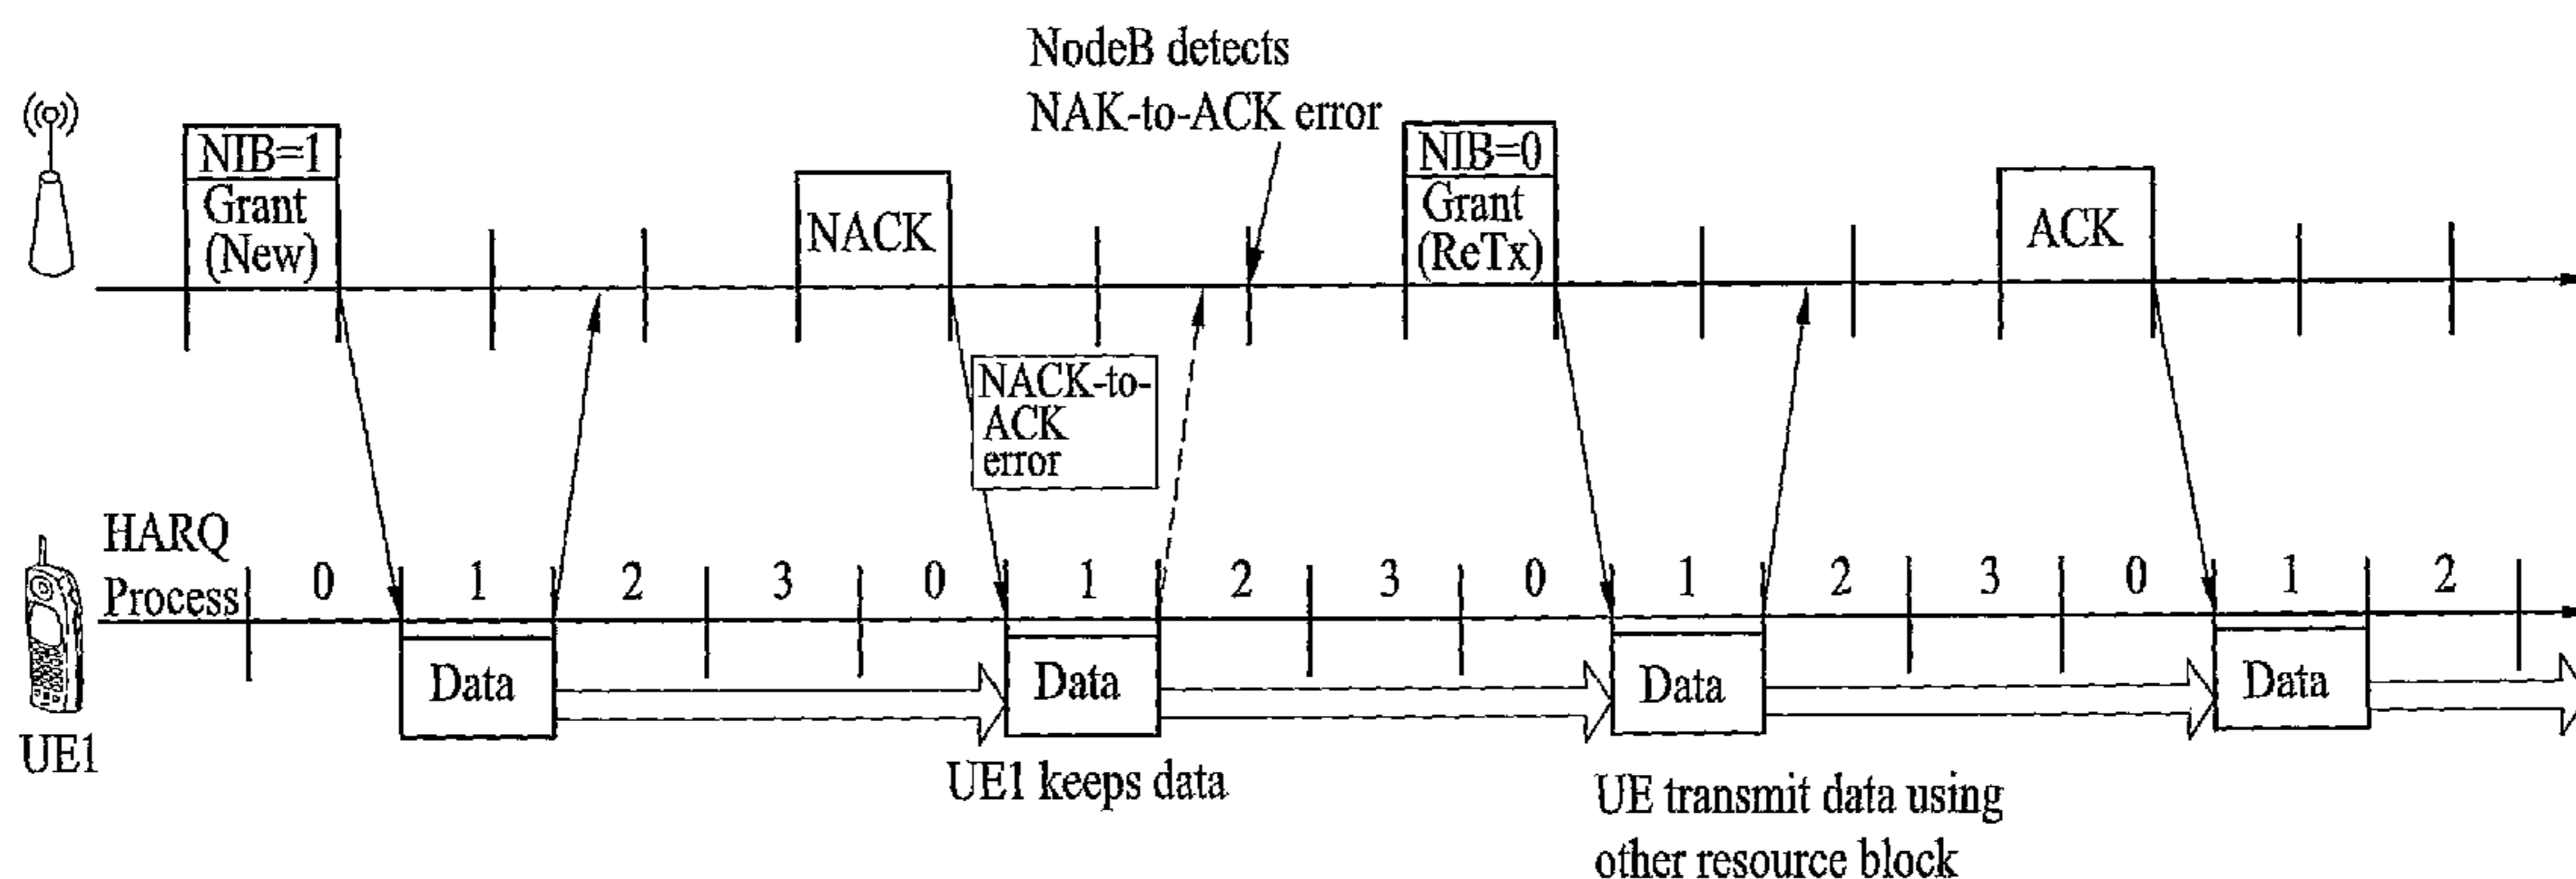 NodeB detects
NAK-to-ACK error
NIB=1
Grant
(New)
NACK
NIB=0
Grant
(ReTx)
ACK
NACK-to-
ACK
error
HARQ
Process
0 1 2 3 0 1 2 3 0 1 2 3 0 1 2
Data Data Data Data
UE1
UE1 keeps data
UE transmit data using
other resource block